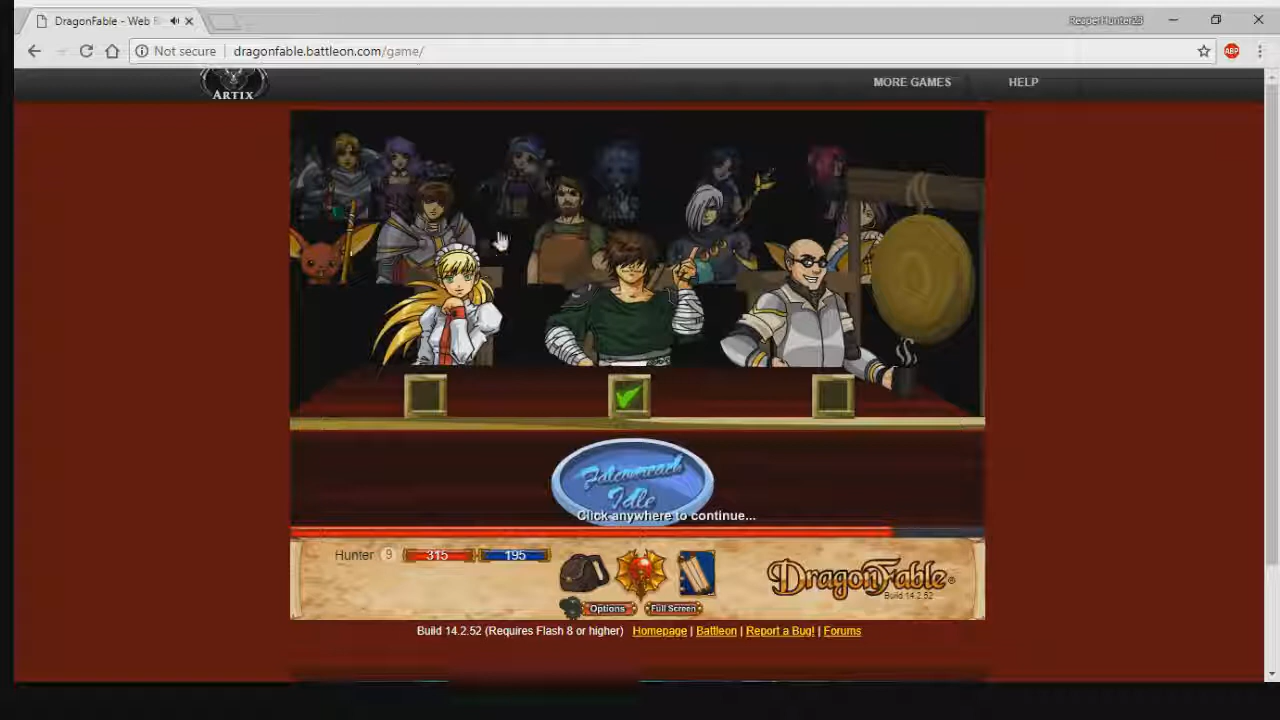 DragonFable - Web
ReaperHunter23
Not secure
dragonfable.battleon.com/game/
ABP
ARTIX
MORE GAMES
HELP
Falconreach
Idle
Click anywhere to continue...
Hunter 9 315 195
DragonFable
Build 14.2.52
Options
Full Screen
Build 14.2.52 (Requires Flash 8 or higher) Homepage | Battleon | Report a Bug! | Forums